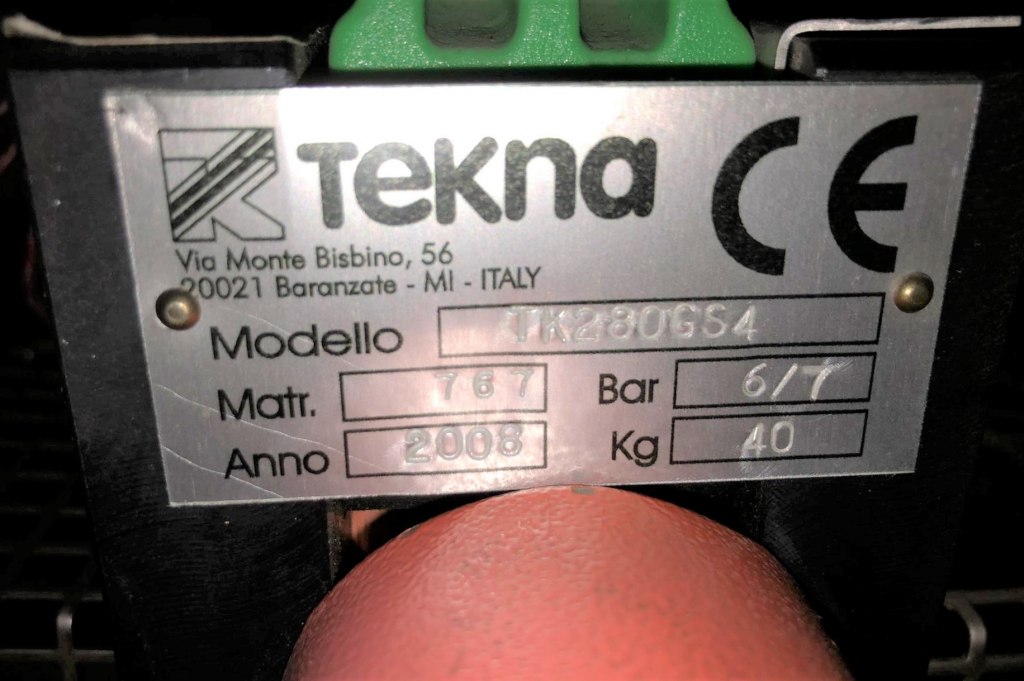 Tekna CE
Via Monte Bisbino, 56
20021 Baranzate - MI - ITALY
Modello TK280GS4
Matr. 767 Bar 6/7
Anno 2008 Kg 40